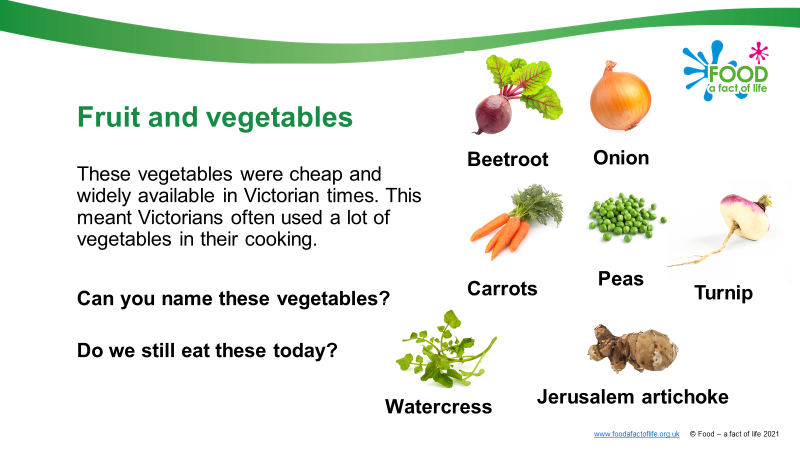 FOOD
a fact of life
Fruit and vegetables
These vegetables were cheap and
widely available in Victorian times. This
meant Victorians often used a lot of
vegetables in their cooking.
Can you name these vegetables?
Do we still eat these today?
Beetroot
Onion
Carrots
Peas
Turnip
Watercress
Jerusalem artichoke
www.foodafactoflife.org.uk © Food – a fact of life 2021